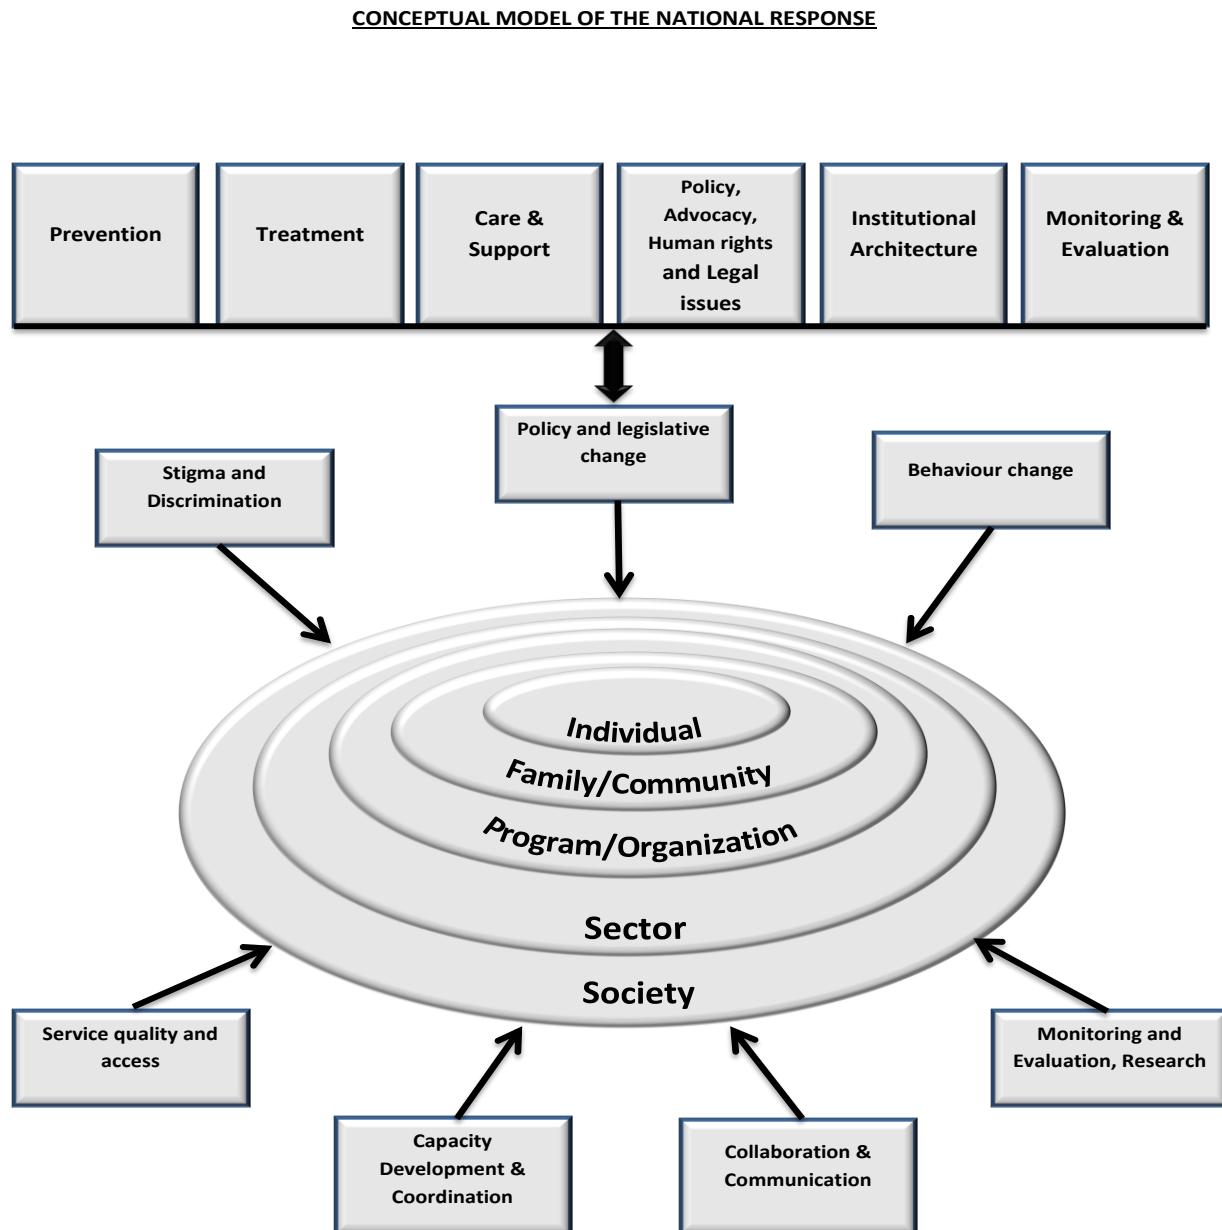 CONCEPTUAL MODEL OF THE NATIONAL RESPONSE
Prevention
Treatment
Care &
Support
Policy,
Advocacy,
Human rights
and Legal
issues
Institutional
Architecture
Monitoring &
Evaluation
Policy and legislative
change
Stigma and
Discrimination
Behaviour change
Individual
Family/Community
Program/Organization
Sector
Society
Service quality and
access
Monitoring and
Evaluation, Research
Capacity
Development &
Coordination
Collaboration &
Communication